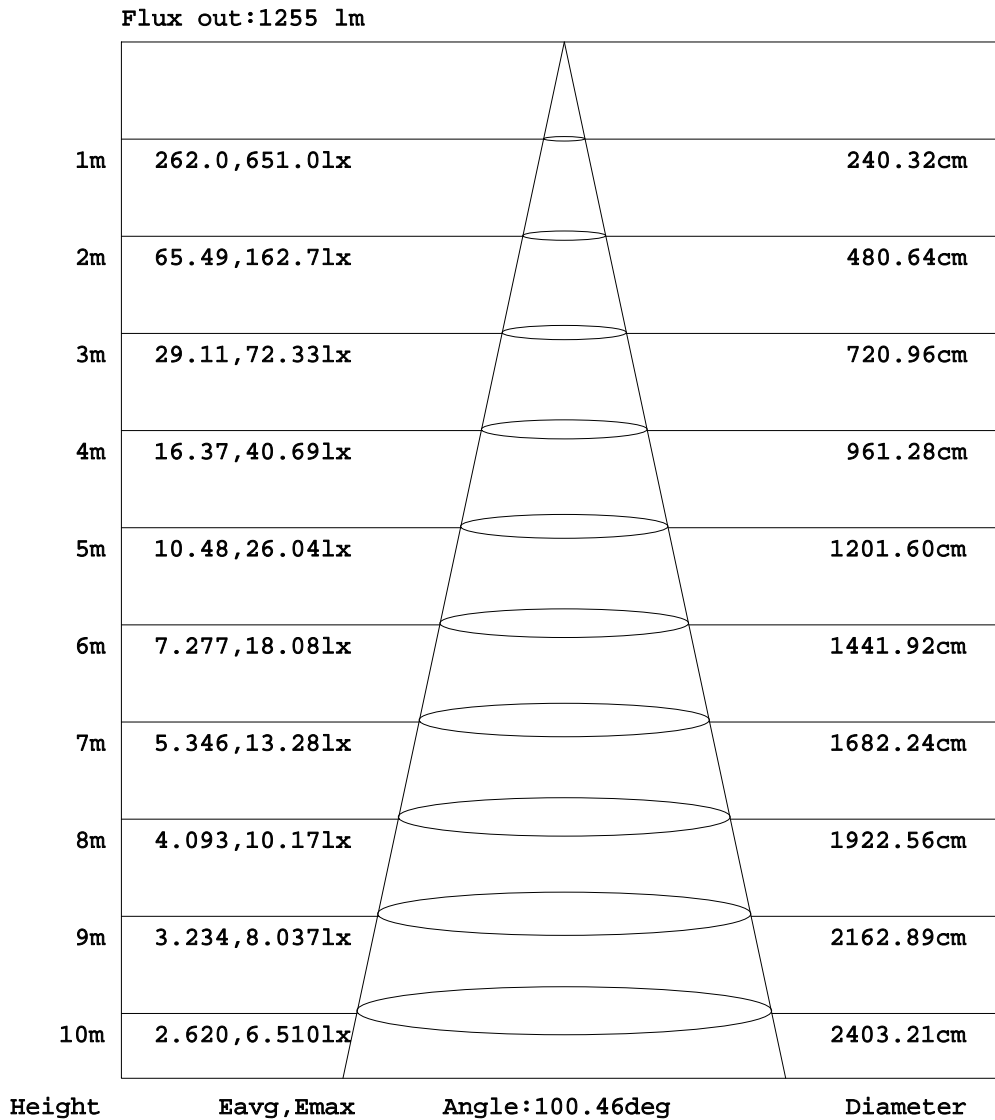 Flux out:1255 lm
1m 262.0,651.0lx 240.32cm
2m 65.49,162.7lx 480.64cm
3m 29.11,72.33lx 720.96cm
4m 16.37,40.69lx 961.28cm
5m 10.48,26.04lx 1201.60cm
6m 7.277,18.08lx 1441.92cm
7m 5.346,13.28lx 1682.24cm
8m 4.093,10.17lx 1922.56cm
9m 3.234,8.037lx 2162.89cm
10m 2.620,6.510lx 2403.21cm
Height Eavg,Emax Angle:100.46deg Diameter